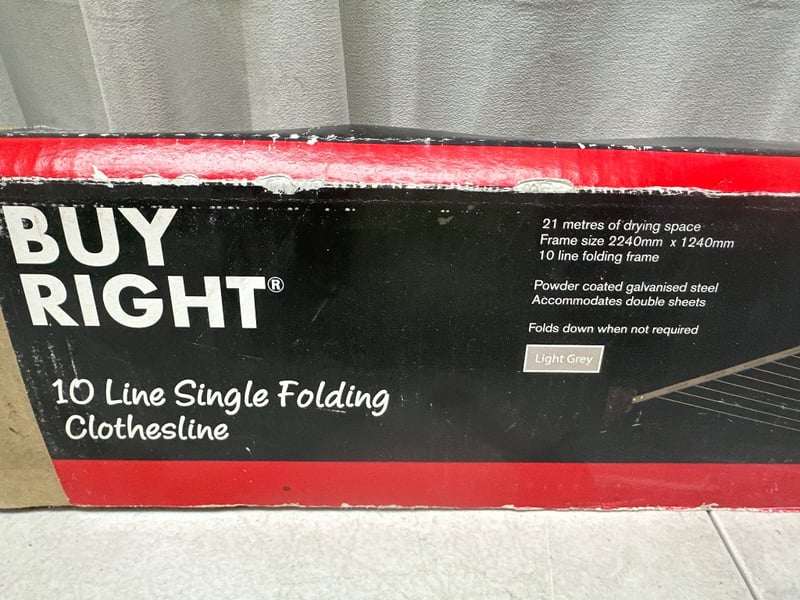 BUY
RIGHT®
10 Line Single Folding
Clothesline
21 metres of drying space
Frame size 2240mm x 1240mm
10 line folding frame
Powder coated galvanised steel
Accommodates double sheets
Folds down when not required
Light Grey